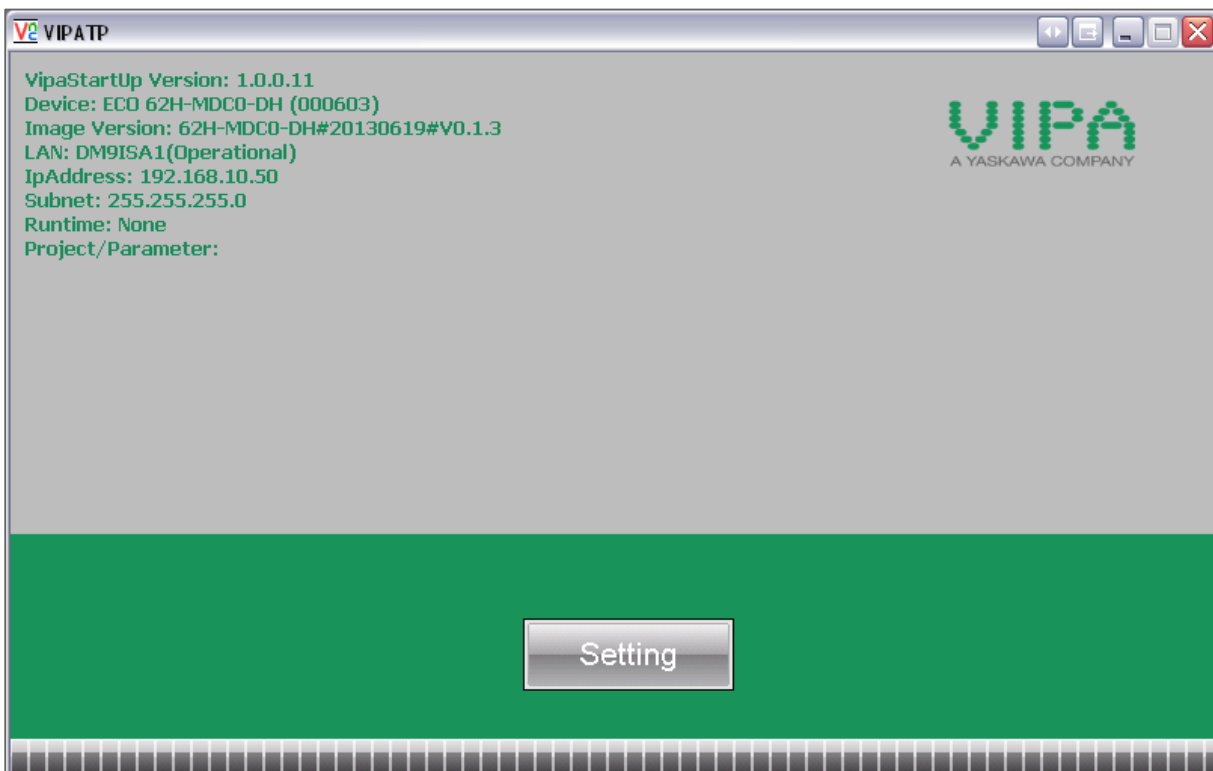 VIPATP
VipaStartUp Version: 1.0.0.11
Device: ECO 62H-MDC0-DH (000603)
Image Version: 62H-MDC0-DH#20130619#V0.1.3
LAN: DM9ISA1(Operational)
IpAddress: 192.168.10.50
Subnet: 255.255.255.0
Runtime: None
Project/Parameter:
VIPA
A YASKAWA COMPANY
Setting